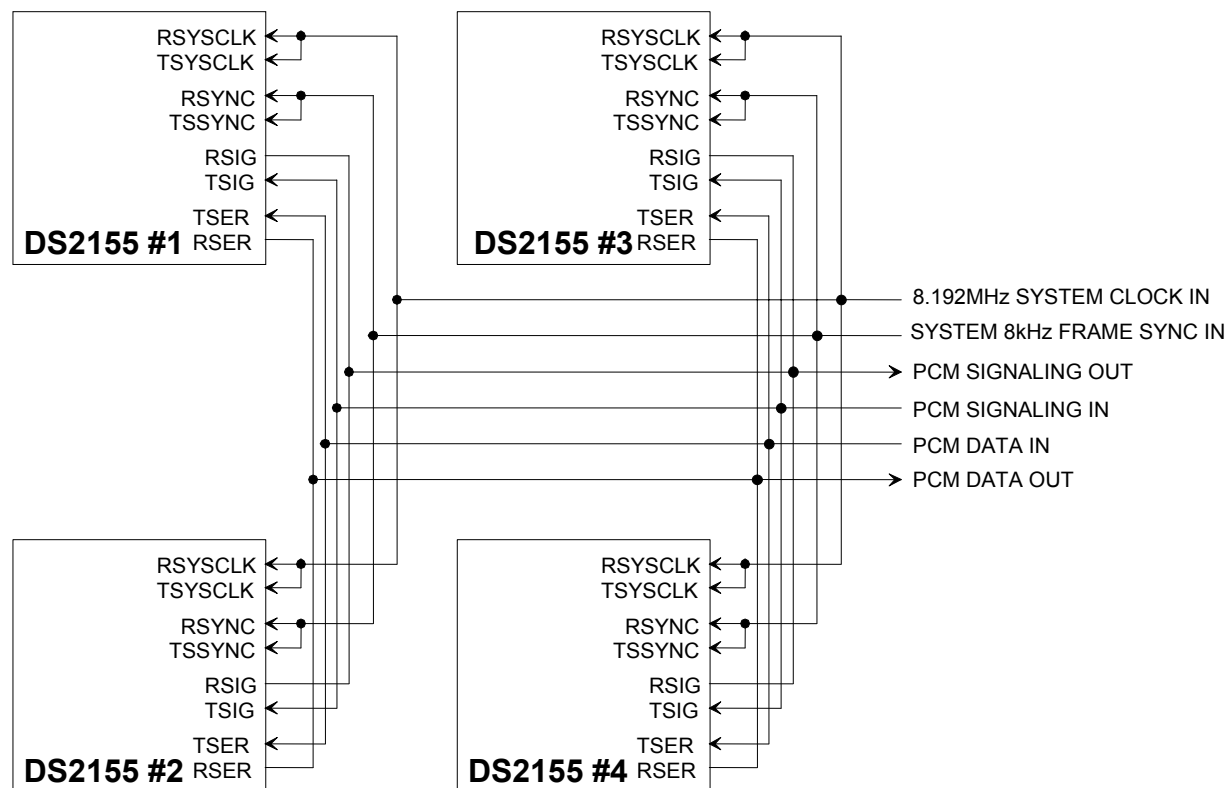 RSYSCLK
TSYSCLK
RSYNC
TSSYNC
RSIG
TSIG
TSER
DS2155 #1 RSER
RSYSCLK
TSYSCLK
RSYNC
TSSYNC
RSIG
TSIG
TSER
DS2155 #3 RSER
8.192MHz SYSTEM CLOCK IN
SYSTEM 8kHz FRAME SYNC IN
PCM SIGNALING OUT
PCM SIGNALING IN
PCM DATA IN
PCM DATA OUT
RSYSCLK
TSYSCLK
RSYNC
TSSYNC
RSIG
TSIG
TSER
DS2155 #2 RSER
RSYSCLK
TSYSCLK
RSYNC
TSSYNC
RSIG
TSIG
TSER
DS2155 #4 RSER